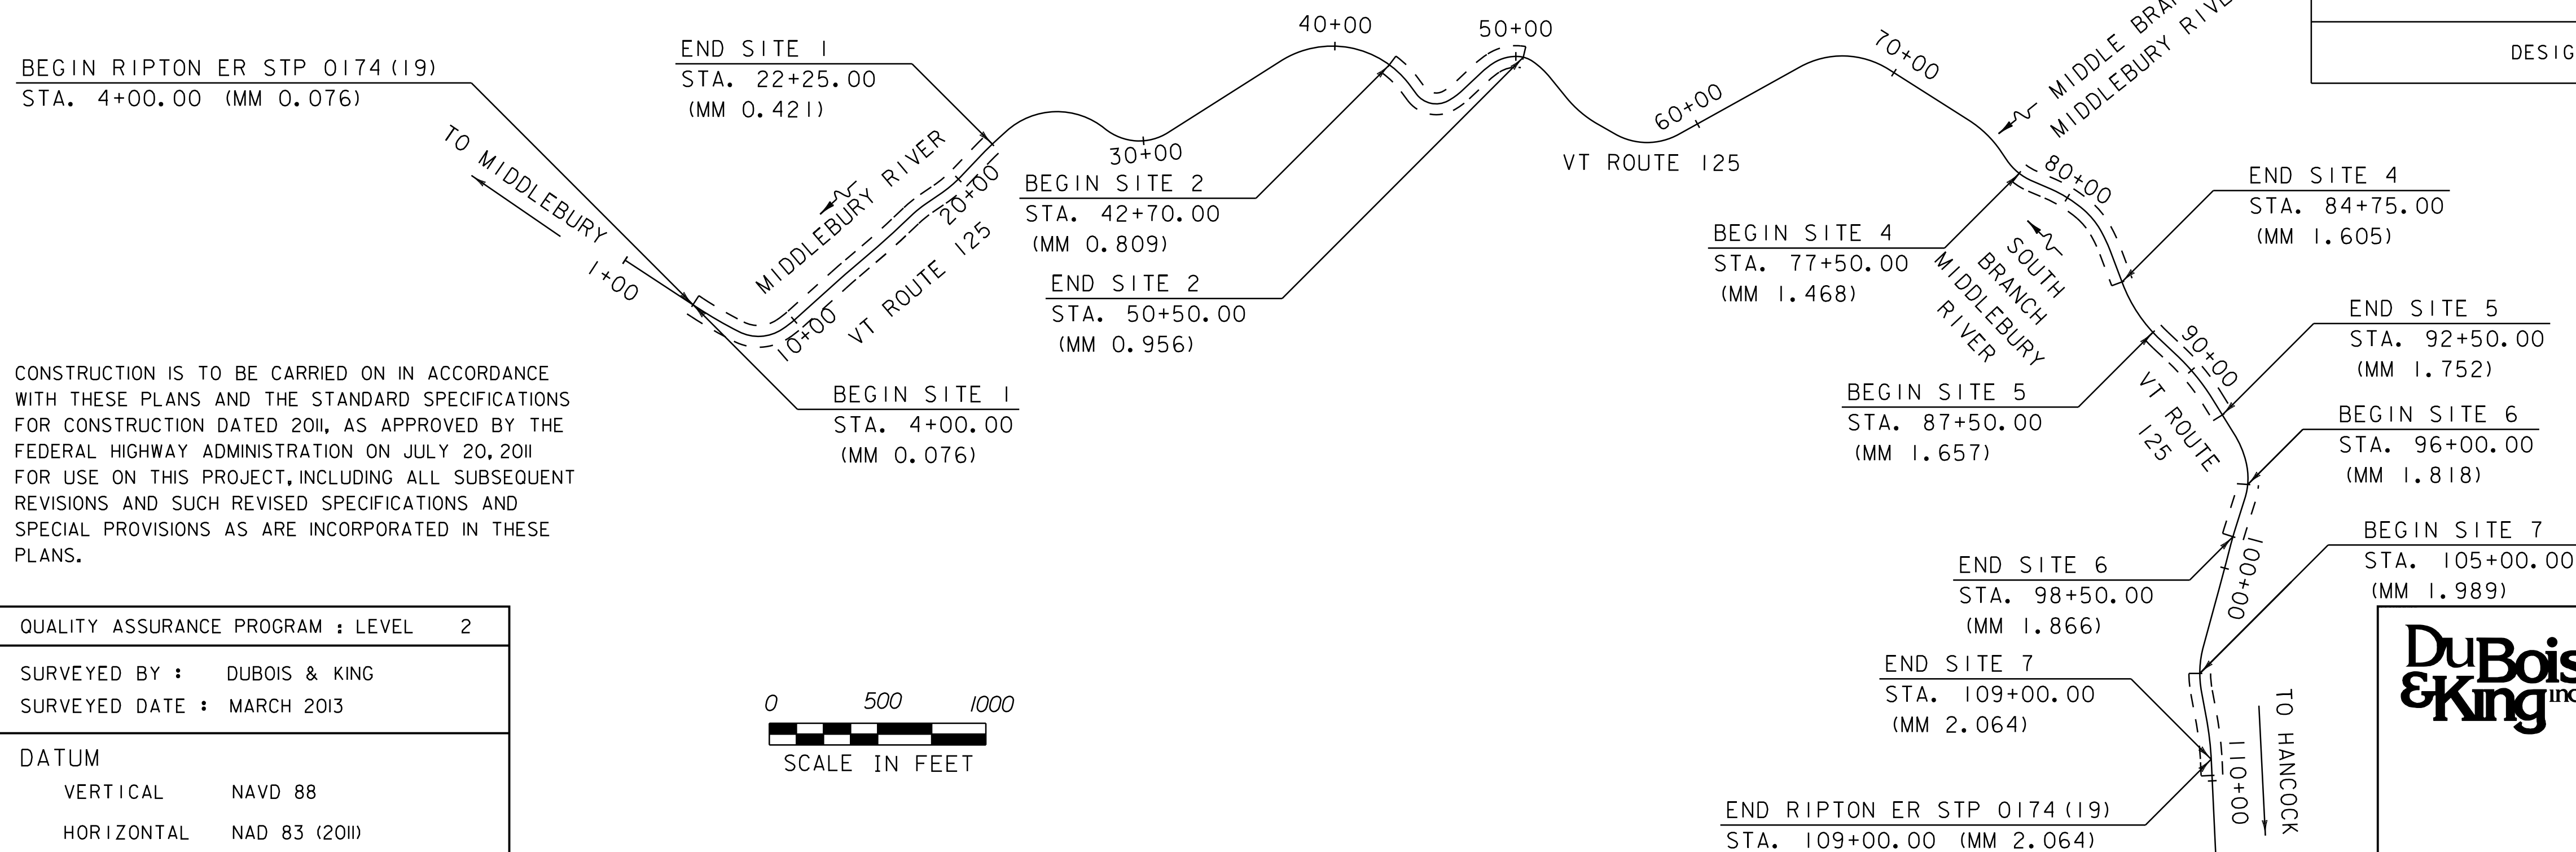 BEGIN RIPTON ER STP 0174(19)
STA. 4+00.00 (MM 0.076)
END SITE 1
STA. 22+25.00
(MM 0.421)
TO MIDDLEBURY
1+00
MIDDLEBURY RIVER
10+00
20+00
VT ROUTE 125
BEGIN SITE 1
STA. 4+00.00
(MM 0.076)
30+00
40+00
50+00
BEGIN SITE 2
STA. 42+70.00
(MM 0.809)
END SITE 2
STA. 50+50.00
(MM 0.956)
60+00
VT ROUTE 125
70+00
MIDDLE
MIDDLEBURY
DESIG
80+00
BEGIN SITE 4
STA. 77+50.00
(MM 1.468)
END SITE 4
STA. 84+75.00
(MM 1.605)
SOUTH
BRANCH
MIDDLEBURY
RIVER
BEGIN SITE 5
STA. 87+50.00
(MM 1.657)
90+00
VT ROUTE
125
END SITE 5
STA. 92+50.00
(MM 1.752)
BEGIN SITE 6
STA. 96+00.00
(MM 1.818)
END SITE 6
STA. 98+50.00
(MM 1.866)
100+00
BEGIN SITE 7
STA. 105+00.00
(MM 1.989)
END SITE 7
STA. 109+00.00
(MM 2.064)
110+00
TO HANCOCK
END RIPTON ER STP 0174(19)
STA. 109+00.00 (MM 2.064)
CONSTRUCTION IS TO BE CARRIED ON IN ACCORDANCE
WITH THESE PLANS AND THE STANDARD SPECIFICATIONS
FOR CONSTRUCTION DATED 2011, AS APPROVED BY THE
FEDERAL HIGHWAY ADMINISTRATION ON JULY 20, 2011
FOR USE ON THIS PROJECT, INCLUDING ALL SUBSEQUENT
REVISIONS AND SUCH REVISED SPECIFICATIONS AND
SPECIAL PROVISIONS AS ARE INCORPORATED IN THESE
PLANS.
QUALITY ASSURANCE PROGRAM : LEVEL 2
SURVEYED BY : DUBOIS & KING
SURVEYED DATE : MARCH 2013
DATUM
VERTICAL NAVD 88
HORIZONTAL NAD 83 (2011)
0 500 1000
SCALE IN FEET
DuBois
&King inc